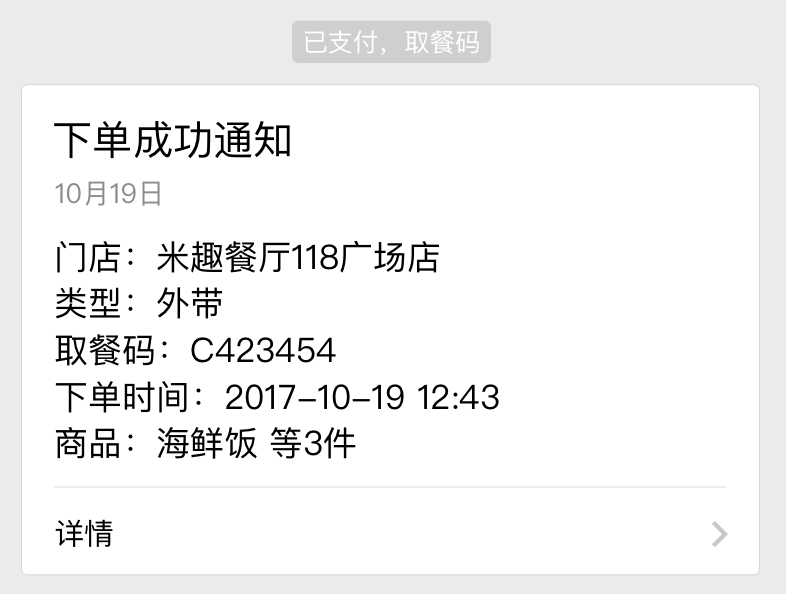 已支付，取餐码
下单成功通知
10月19日
门店：米趣餐厅118广场店
类型：外带
取餐码：C423454
下单时间：2017-10-19 12:43
商品：海鲜饭 等3件
详情